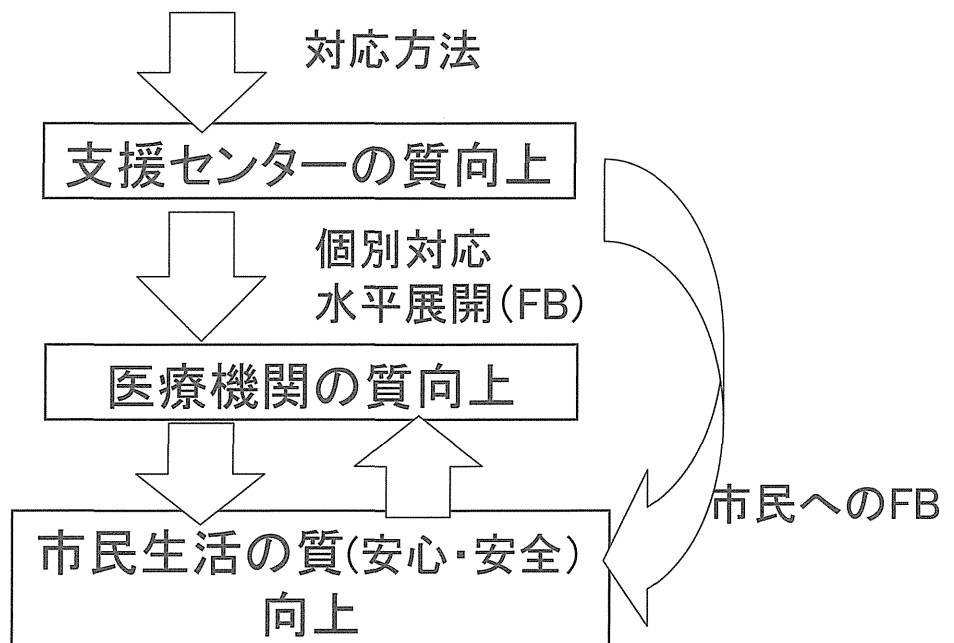 対応方法
支援センターの質向上
個別対応
水平展開(FB)
医療機関の質向上
市民へのFB
市民生活の質(安心・安全)
向上